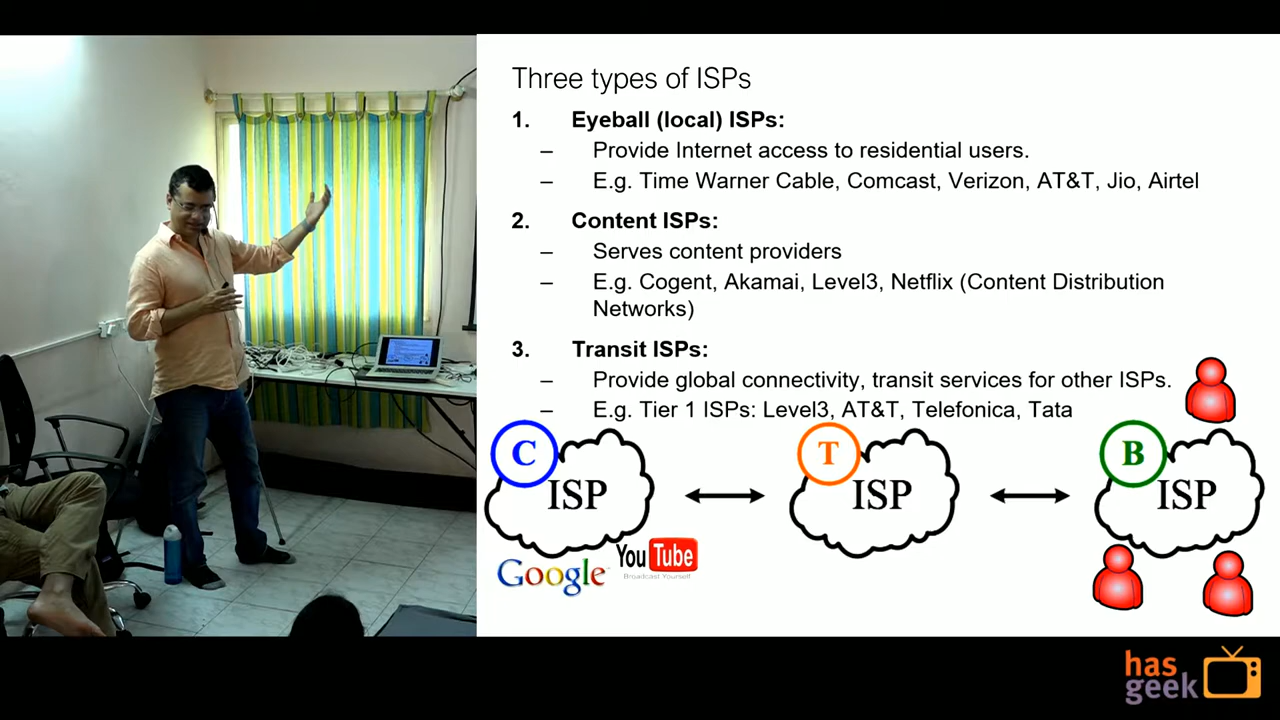 Three types of ISPs
1. Eyeball (local) ISPs:
– Provide Internet access to residential users.
– E.g. Time Warner Cable, Comcast, Verizon, AT&T, Jio, Airtel
2. Content ISPs:
– Serves content providers
– E.g. Cogent, Akamai, Level3, Netflix (Content Distribution
Networks)
3. Transit ISPs:
– Provide global connectivity, transit services for other ISPs.
– E.g. Tier 1 ISPs: Level3, AT&T, Telefonica, Tata
C
ISP
T
ISP
B
ISP
Google
YouTube
Broadcast Yourself
has
geek